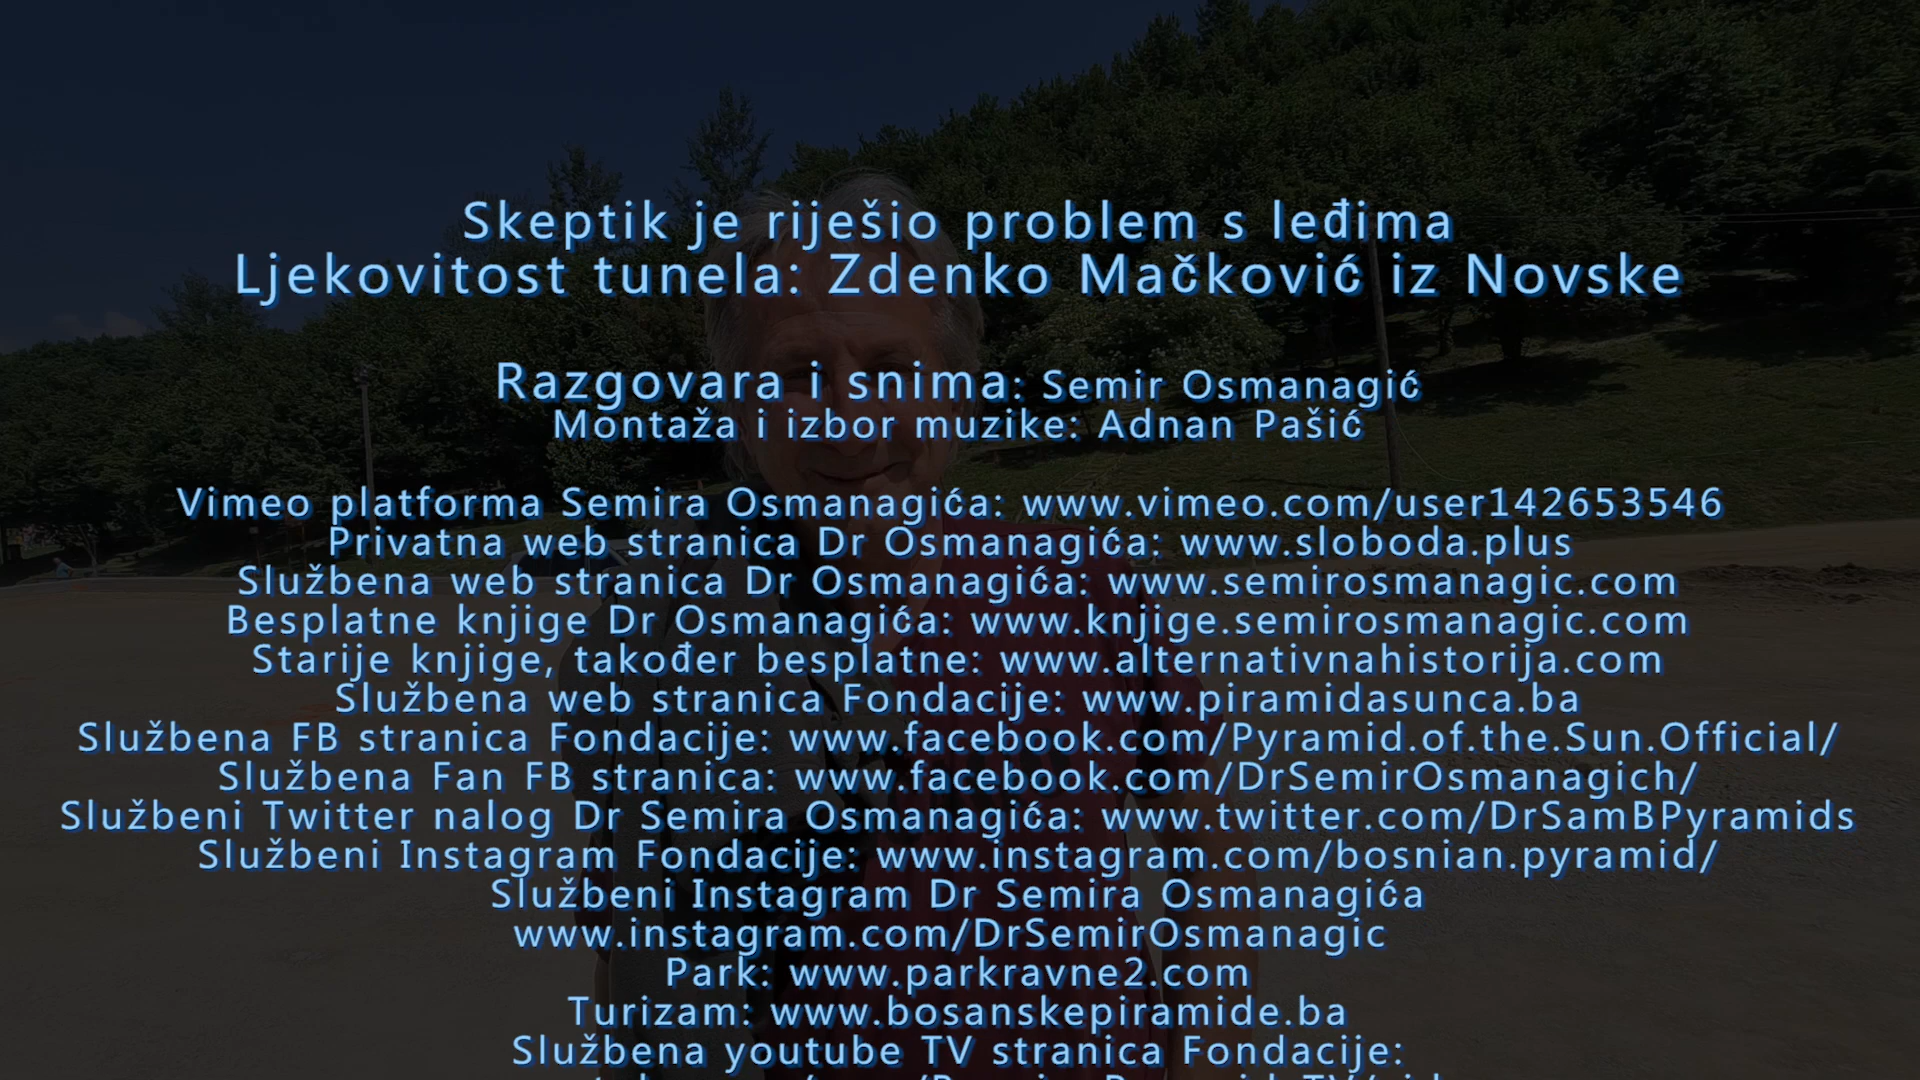 Skeptik je riješio problem s leđima
Ljekovitost tunela: Zdenko Mačković iz Novske
Razgovara i snima: Semir Osmanagić
Montaža i izbor muzike: Adnan Pašić
Vimeo platforma Semira Osmanagića: www.vimeo.com/user142653546
Privatna web stranica Dr Osmanagića: www.sloboda.plus
Službena web stranica Dr Osmanagića: www.semirosmanagic.com
Besplatne knjige Dr Osmanagića: www.knjige.semirosmanagic.com
Starije knjige, također besplatne: www.alternativnahistorija.com
Službena web stranica Fondacije: www.piramidasunca.ba
Službena FB stranica Fondacije: www.facebook.com/Pyramid.of.the.Sun.Official/
Službena Fan FB stranica: www.facebook.com/DrSemirOsmanagich/
Službeni Twitter nalog Dr Semira Osmanagića: www.twitter.com/DrSamBPyramids
Službeni Instagram Fondacije: www.instagram.com/bosnian.pyramid/
Službeni Instagram Dr Semira Osmanagića
www.instagram.com/DrSemirOsmanagic
Park: www.parkravne2.com
Turizam: www.bosanskepiramide.ba
Službena youtube TV stranica Fondacije: